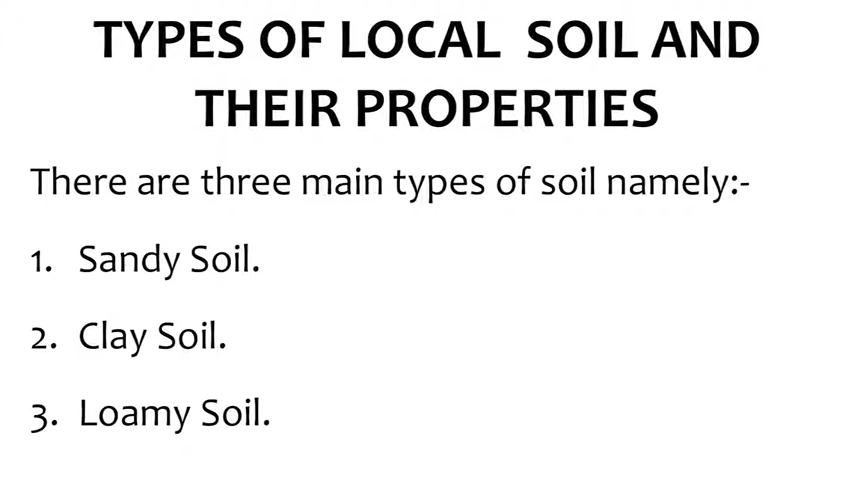 TYPES OF LOCAL SOIL AND
THEIR PROPERTIES
There are three main types of soil namely:-
1. Sandy Soil.
2. Clay Soil.
3. Loamy Soil.